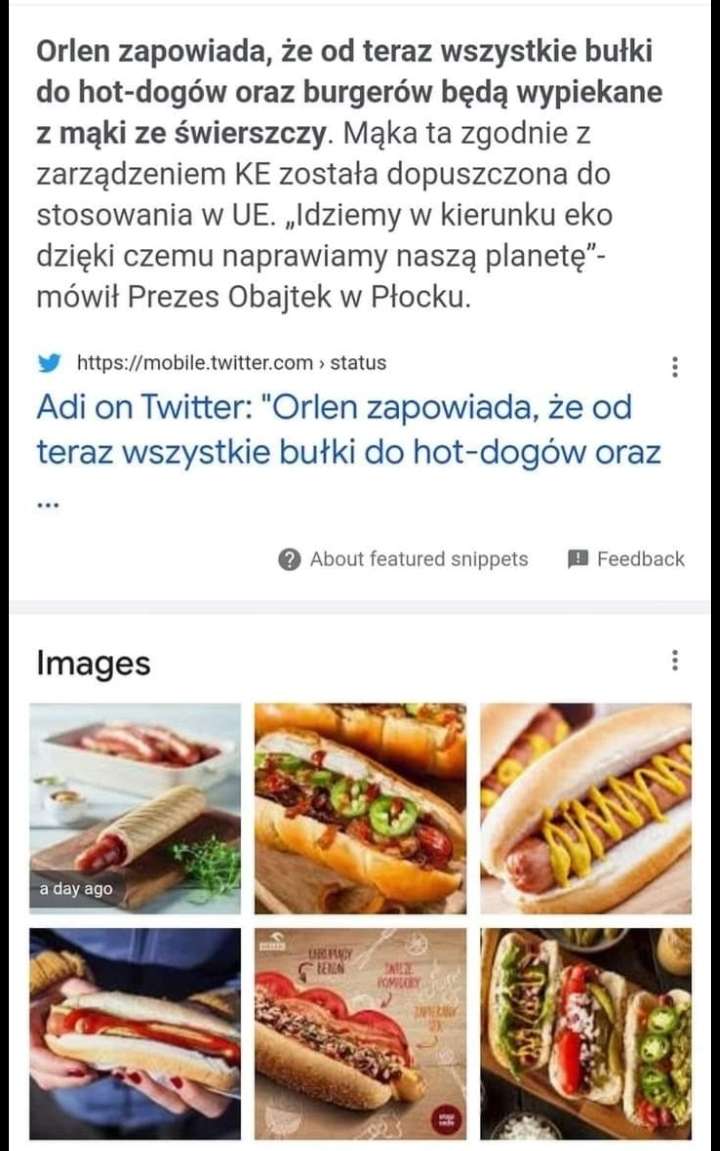 Orlen zapowiada, że od teraz wszystkie bułki
do hot-dogów oraz burgerów będą wypiekane
z mąki ze świerszczy. Mąka ta zgodnie z
zarządzeniem KE została dopuszczona do
stosowania w UE. „Idziemy w kierunku eko
dzięki czemu naprawiamy naszą planetę”-
mówił Prezes Obajtek w Płocku.
https://mobile.twitter.com › status
Adi on Twitter: "Orlen zapowiada, że od
teraz wszystkie bułki do hot-dogów oraz
...
About featured snippets
Feedback
Images
a day ago
BEKON
POMIDORY